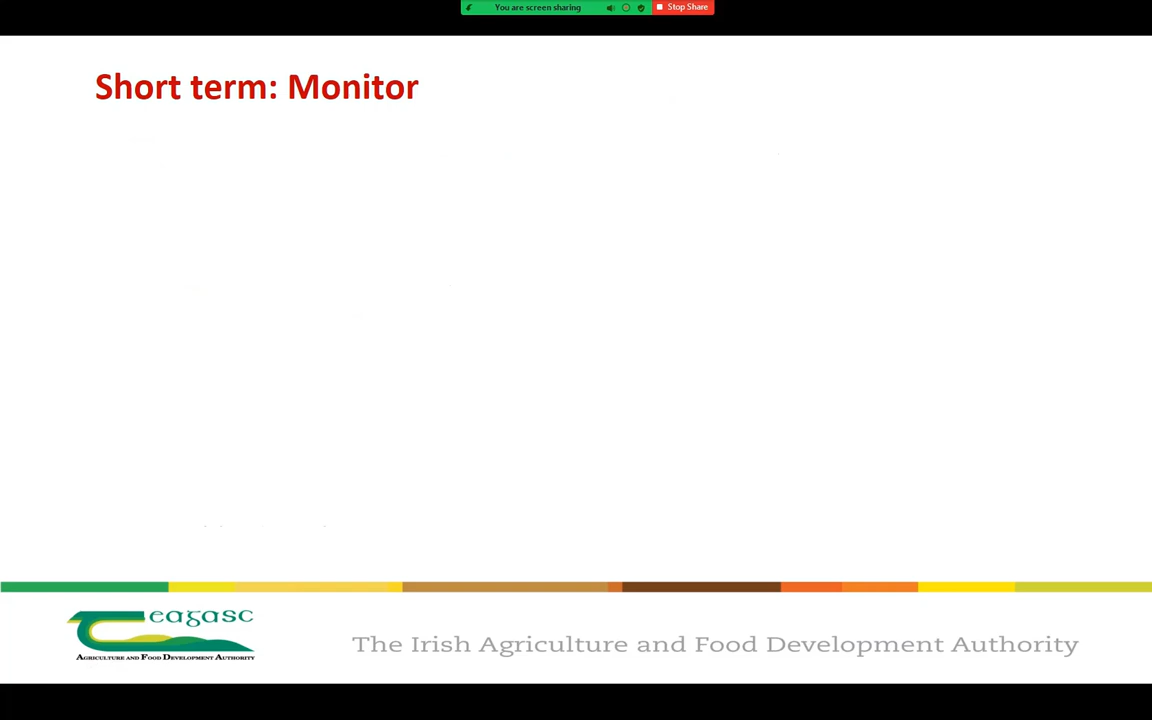 You are screen sharing
Stop Share
Short term: Monitor
eagasc
AGRICULTURE AND FOOD DEVELOPMENT AUTHORITY
The Irish Agriculture and Food Development Authority